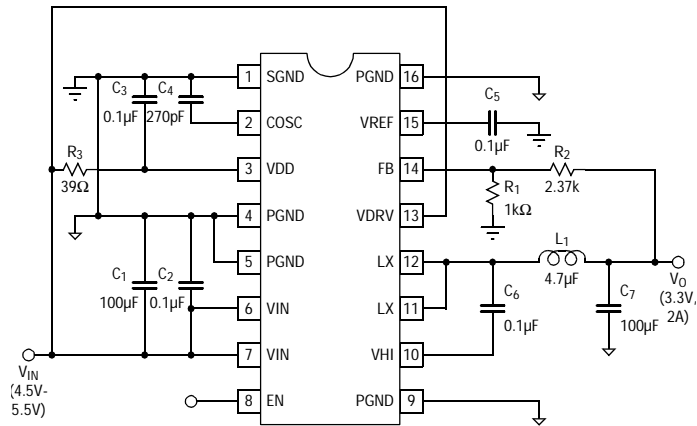 1 SGND PGND 16
C3 C4 C5
0.1µF 270pF
2 COSC VREF 15
0.1µF
R3 R2
3 VDD FB 14
39Ω 2.37k
R1
1kΩ
4 PGND VDRV 13
L1
5 PGND LX 12
C1 C2 4.7µF
VO
(3.3V,
2A)
100µF 0.1µF
C6 C7
6 VIN LX 11
0.1µF 100µF
7 VIN VHI 10
VIN
(4.5V-
5.5V)
8 EN PGND 9